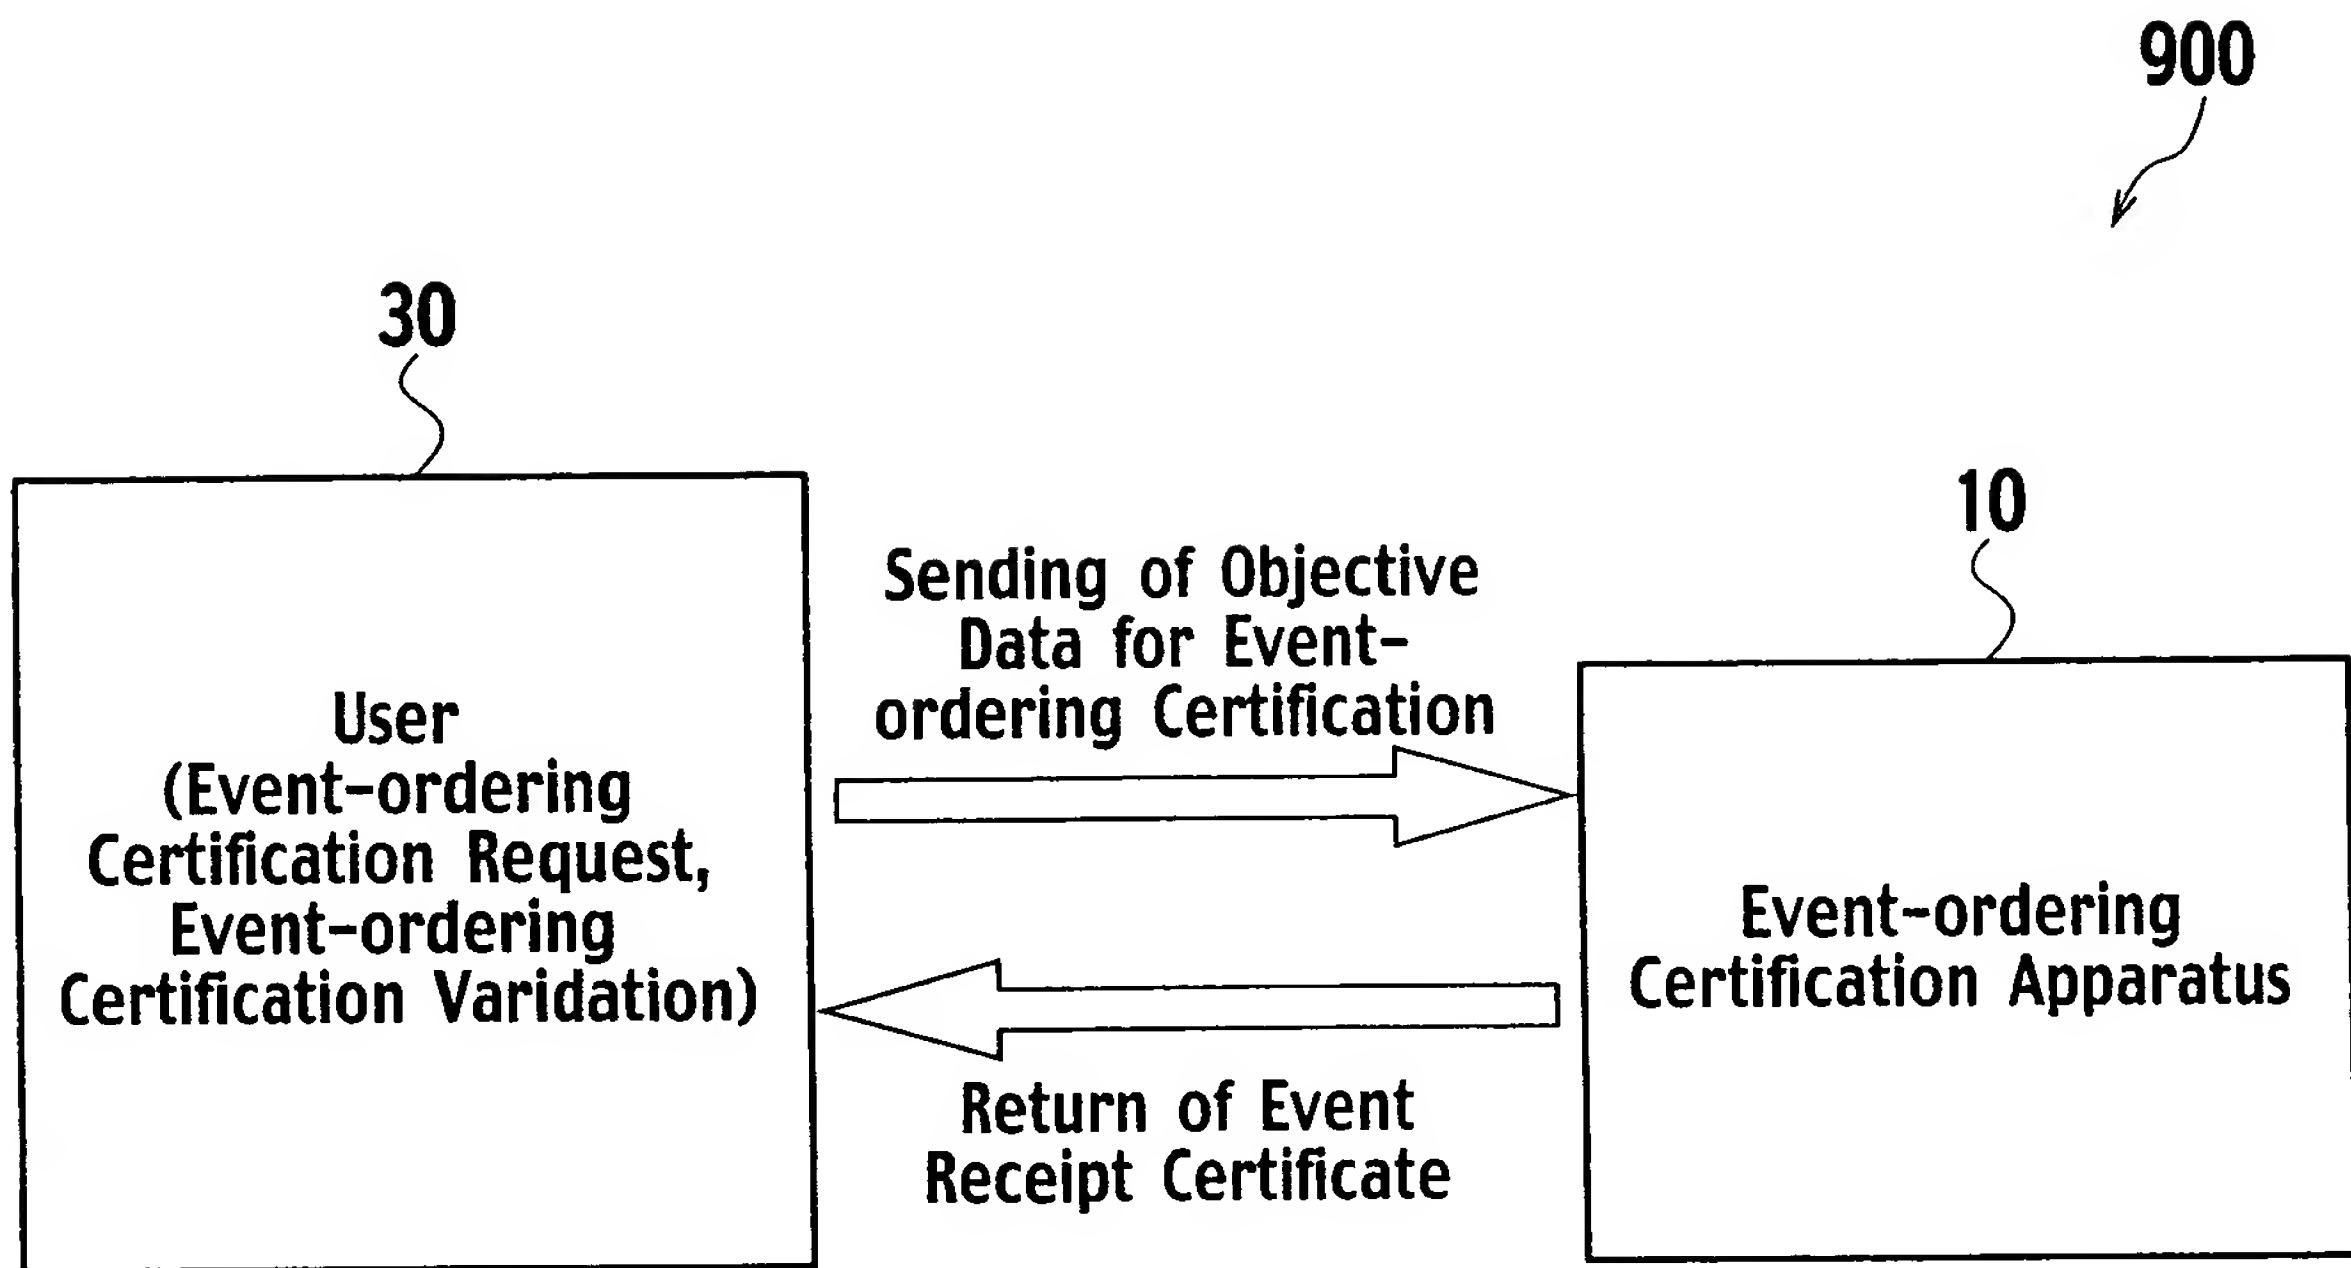 900
30
10
Sending of Objective
Data for Event-
ordering Certification
User
(Event-ordering
Certification Request,
Event-ordering
Certification Varidation)
Event-ordering
Certification Apparatus
Return of Event
Receipt Certificate